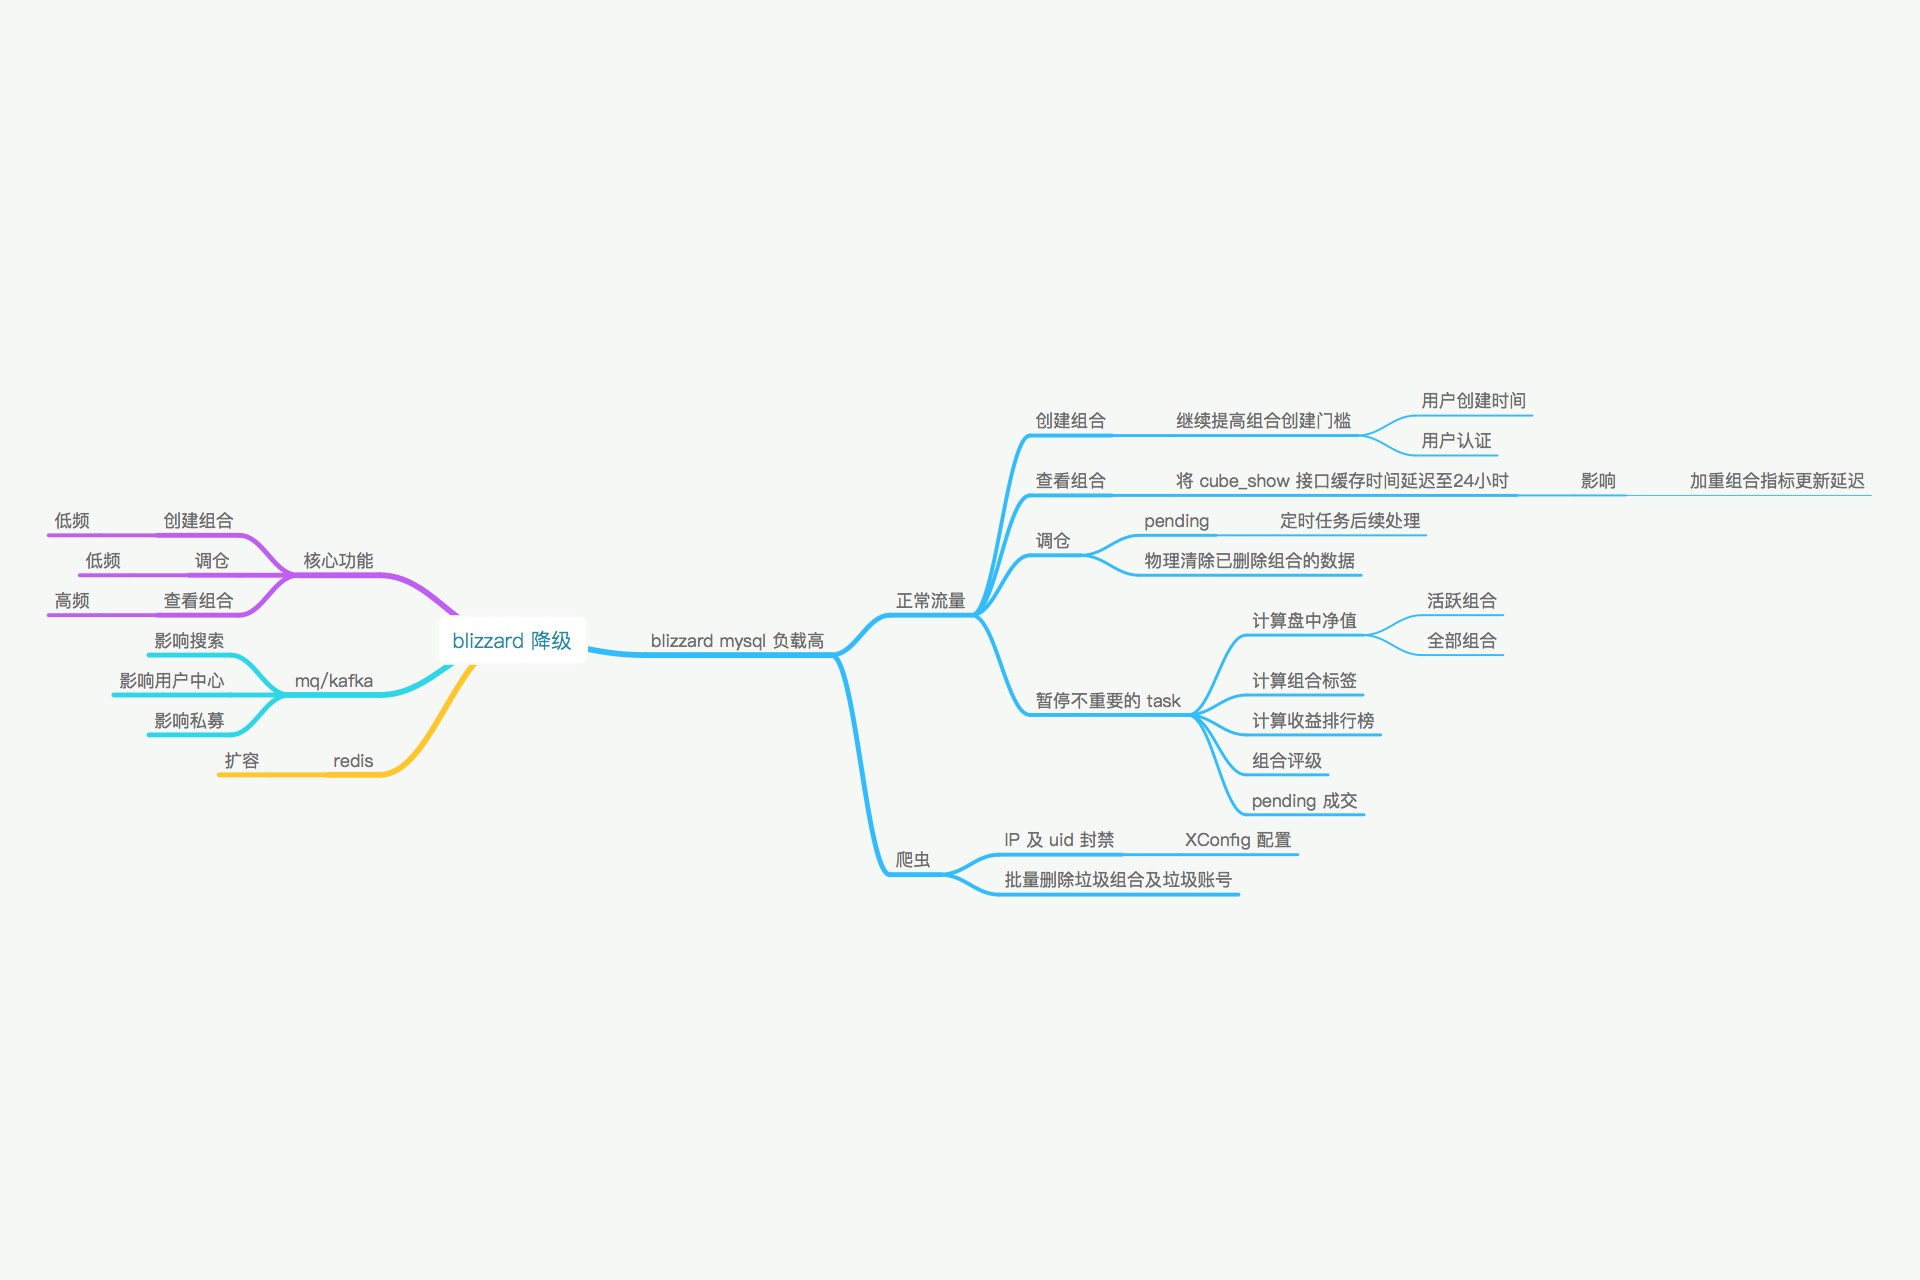 blizzard 降级
核心功能
创建组合
低频
调仓
低频
查看组合
高频
mq/kafka
影响搜索
影响用户中心
影响私募
redis
扩容
blizzard mysql 负载高
正常流量
创建组合
继续提高组合创建门槛
用户创建时间
用户认证
查看组合
将 cube_show 接口缓存时间延迟至24小时
影响
加重组合指标更新延迟
调仓
pending
定时任务后续处理
物理清除已删除组合的数据
暂停不重要的 task
计算盘中净值
活跃组合
全部组合
计算组合标签
计算收益排行榜
组合评级
pending 成交
爬虫
IP 及 uid 封禁
XConfig 配置
批量删除垃圾组合及垃圾账号